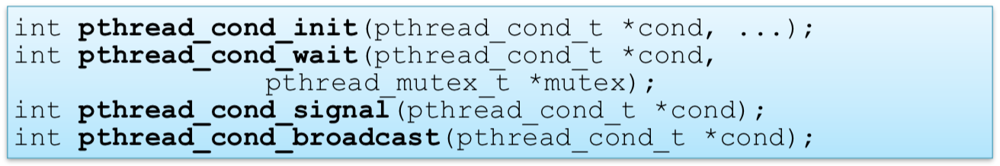 int pthread_cond_init(pthread_cond_t *cond, ...);
int pthread_cond_wait(pthread_cond_t *cond,
pthread_mutex_t *mutex);
int pthread_cond_signal(pthread_cond_t *cond);
int pthread_cond_broadcast(pthread_cond_t *cond);